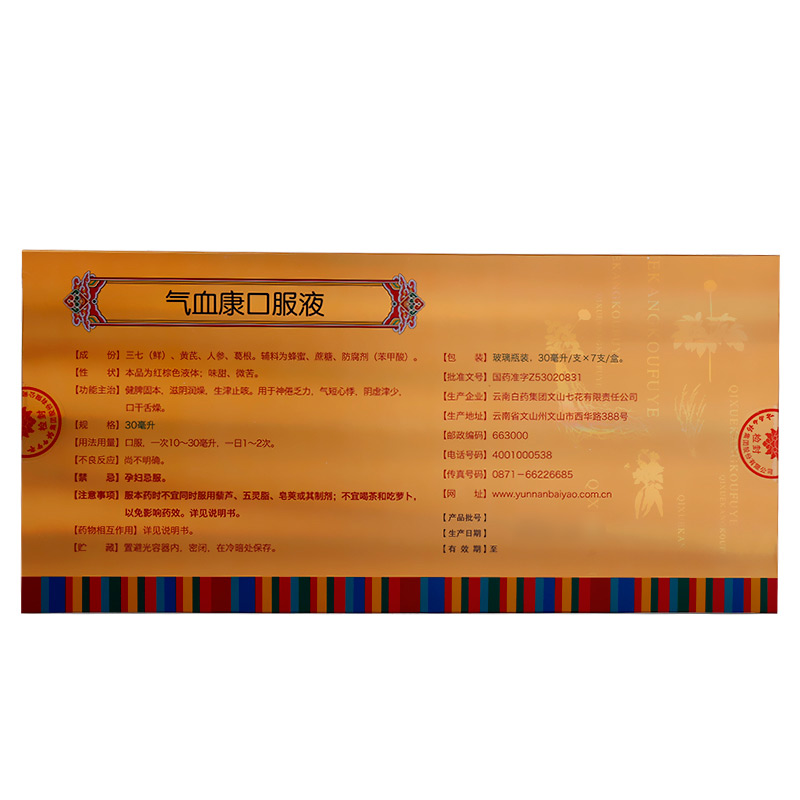 气血康口服液
【成 份】三七（鲜）、黄芪、人参、葛根。辅料为蜂蜜、蔗糖、防腐剂（苯甲酸）。
【性 状】本品为红棕色液体；味甜、微苦。
【功能主治】健脾固本、滋阴润燥，生津止咳。用于神倦乏力，气短心悸，阴虚津少，
口干舌燥。
【规 格】30毫升
【用法用量】口服，一次10～30毫升，一日1～2次。
【不良反应】尚不明确。
【禁 忌】孕妇忌服。
【注意事项】服本药时不宜同时服用藜芦、五灵脂、皂荚或其制剂；不宜喝茶和吃萝卜，
以免影响药效。详见说明书。
【药物相互作用】详见说明书。
【贮 藏】置避光容器内，密闭、在冷暗处保存。
【包 装】玻璃瓶装，30毫升/支×7支/盒。
【批准文号】国药准字Z53020831
【生产企业】云南白药集团文山七花有限责任公司
【生产地址】云南省文山州文山市西华路388号
【邮政编码】663000
【电话号码】4001000538
【传真号码】0871-66226685
【网 址】www.yunnanbaiyao.com.cn
【产品批号】
【生产日期】
【有 效 期】至
检封